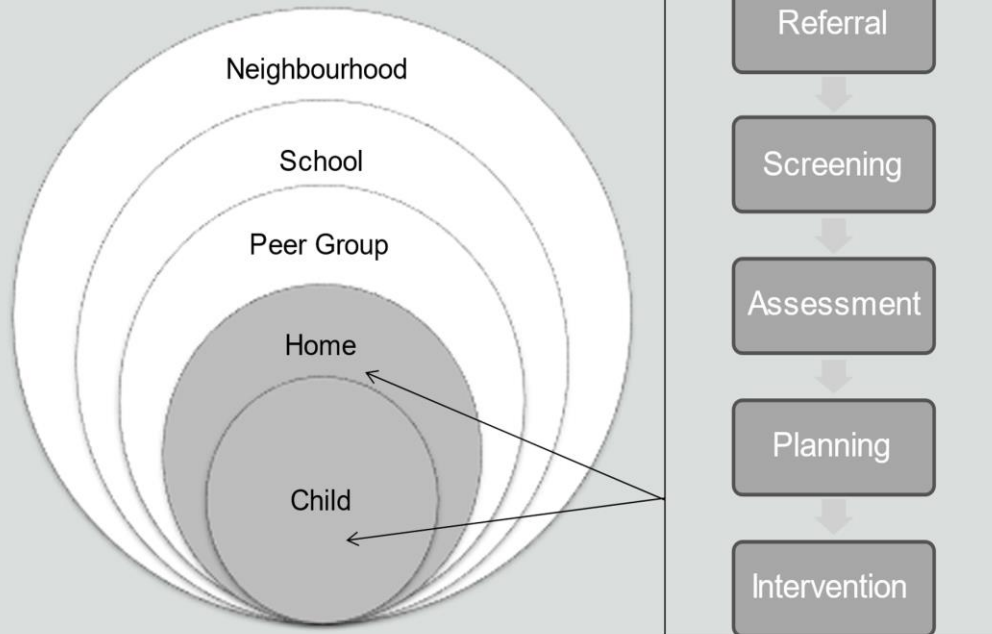 Neighbourhood
School
Peer Group
Home
Child
Referral
Screening
Assessment
Planning
Intervention